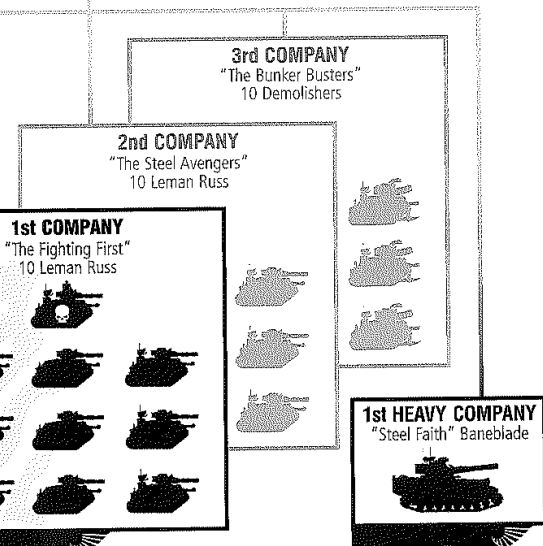 3rd COMPANY
"The Bunker Busters"
10 Demolishers
2nd COMPANY
"The Steel Avengers"
10 Leman Russ
1st COMPANY
"The Fighting First"
10 Leman Russ
1st HEAVY COMPANY
"Steel Faith" Baneblade